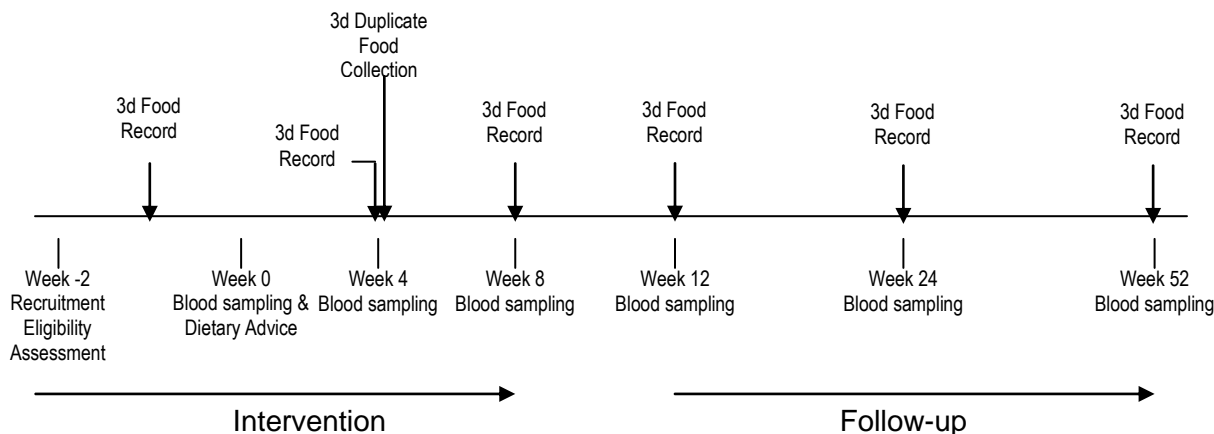 3d Duplicate
Food
Collection
3d Food
Record
3d Food
Record
3d Food
Record
3d Food
Record
3d Food
Record
3d Food
Record
Week -2
Recruitment
Eligibility
Assessment
Week 0
Blood sampling &
Dietary Advice
Week 4
Blood sampling
Week 8
Blood sampling
Week 12
Blood sampling
Week 24
Blood sampling
Week 52
Blood sampling
Intervention
Follow-up